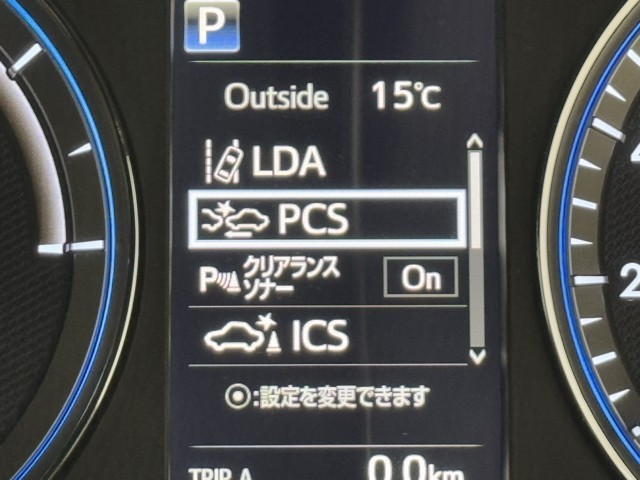 P
Outside 15℃
LDA
PCS
P クリアランス
ソナー On
ICS
:設定を変更できます
TRIP A 0.0km
2